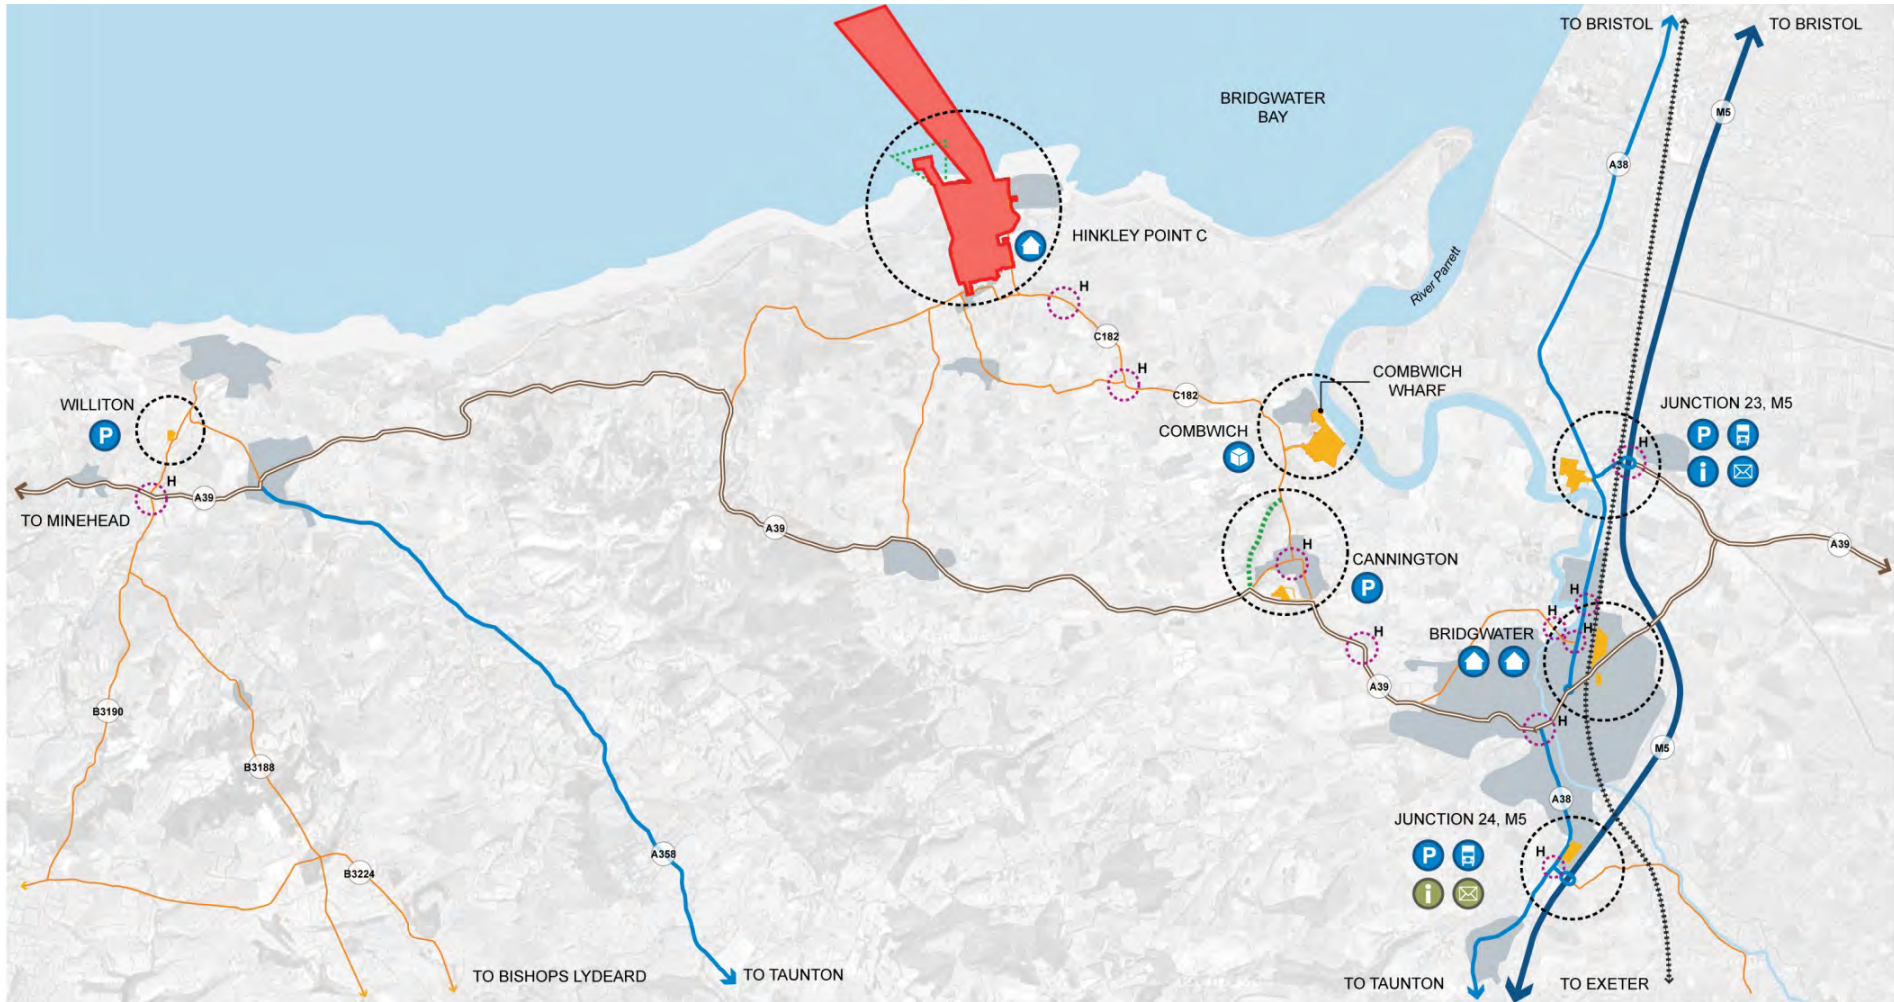 TO BRISTOL
TO BRISTOL
BRIDGWATER
BAY
M5
A38
HINKLEY POINT C
River Parrett
H
C182
H
C182
COMBWICH
WHARF
WILLITON
P
COMBWICH
JUNCTION 23, M5
P
i
H
H
A39
TO MINEHEAD
A39
A39
H
CANNINGTON
P
H
H
H
H
BRIDGWATER
A39
B3190
H
M5
B3188
A38
JUNCTION 24, M5
P
i
H
A358
B3224
TO BISHOPS LYDEARD
TO TAUNTON
TO TAUNTON
TO EXETER